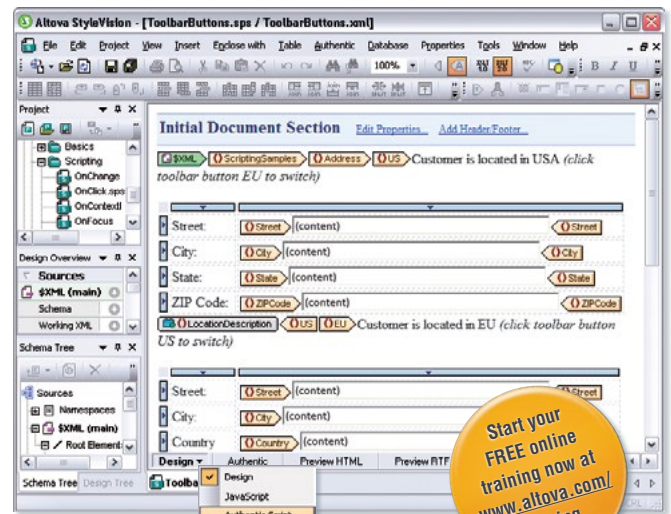 Altova StyleVision - [ToolbarButtons.sps / ToolbarButtons.xml]
File Edit Project View Insert Enclose with Table Authentic Database Properties Tools Window Help
100% B I U
A
Project
Basics
Scripting
OnChange
OnClick.sps
OnContextI
OnFocus
Design Overview
Sources
$XML (main)
Schema
Working XML
Schema Tree
Sources
Namespaces
$XML (main)
Root Element
Schema Tree Design Tree
Initial Document Section Edit Properties... Add Header/Footer...
$XML ()ScriptingSamples ()Address ()US Customer is located in USA (click
toolbar button EU to switch)
Street: ()Street (content) ()Street
City: ()City (content) ()City
State: ()State (content) ()State
ZIP Code: ()ZIPCode (content) ()ZIPCode
()LocationDescription ()US ()EU Customer is located in EU (click toolbar button
US to switch)
Street: ()Street (content) ()Street
City: ()City (content)
Country ()Country (content)
Design Authentic Preview HTML Preview RTF
Toolba
Design
JavaScript
Authentic Script
Start your
FREE online
training now at
www.altova.com/